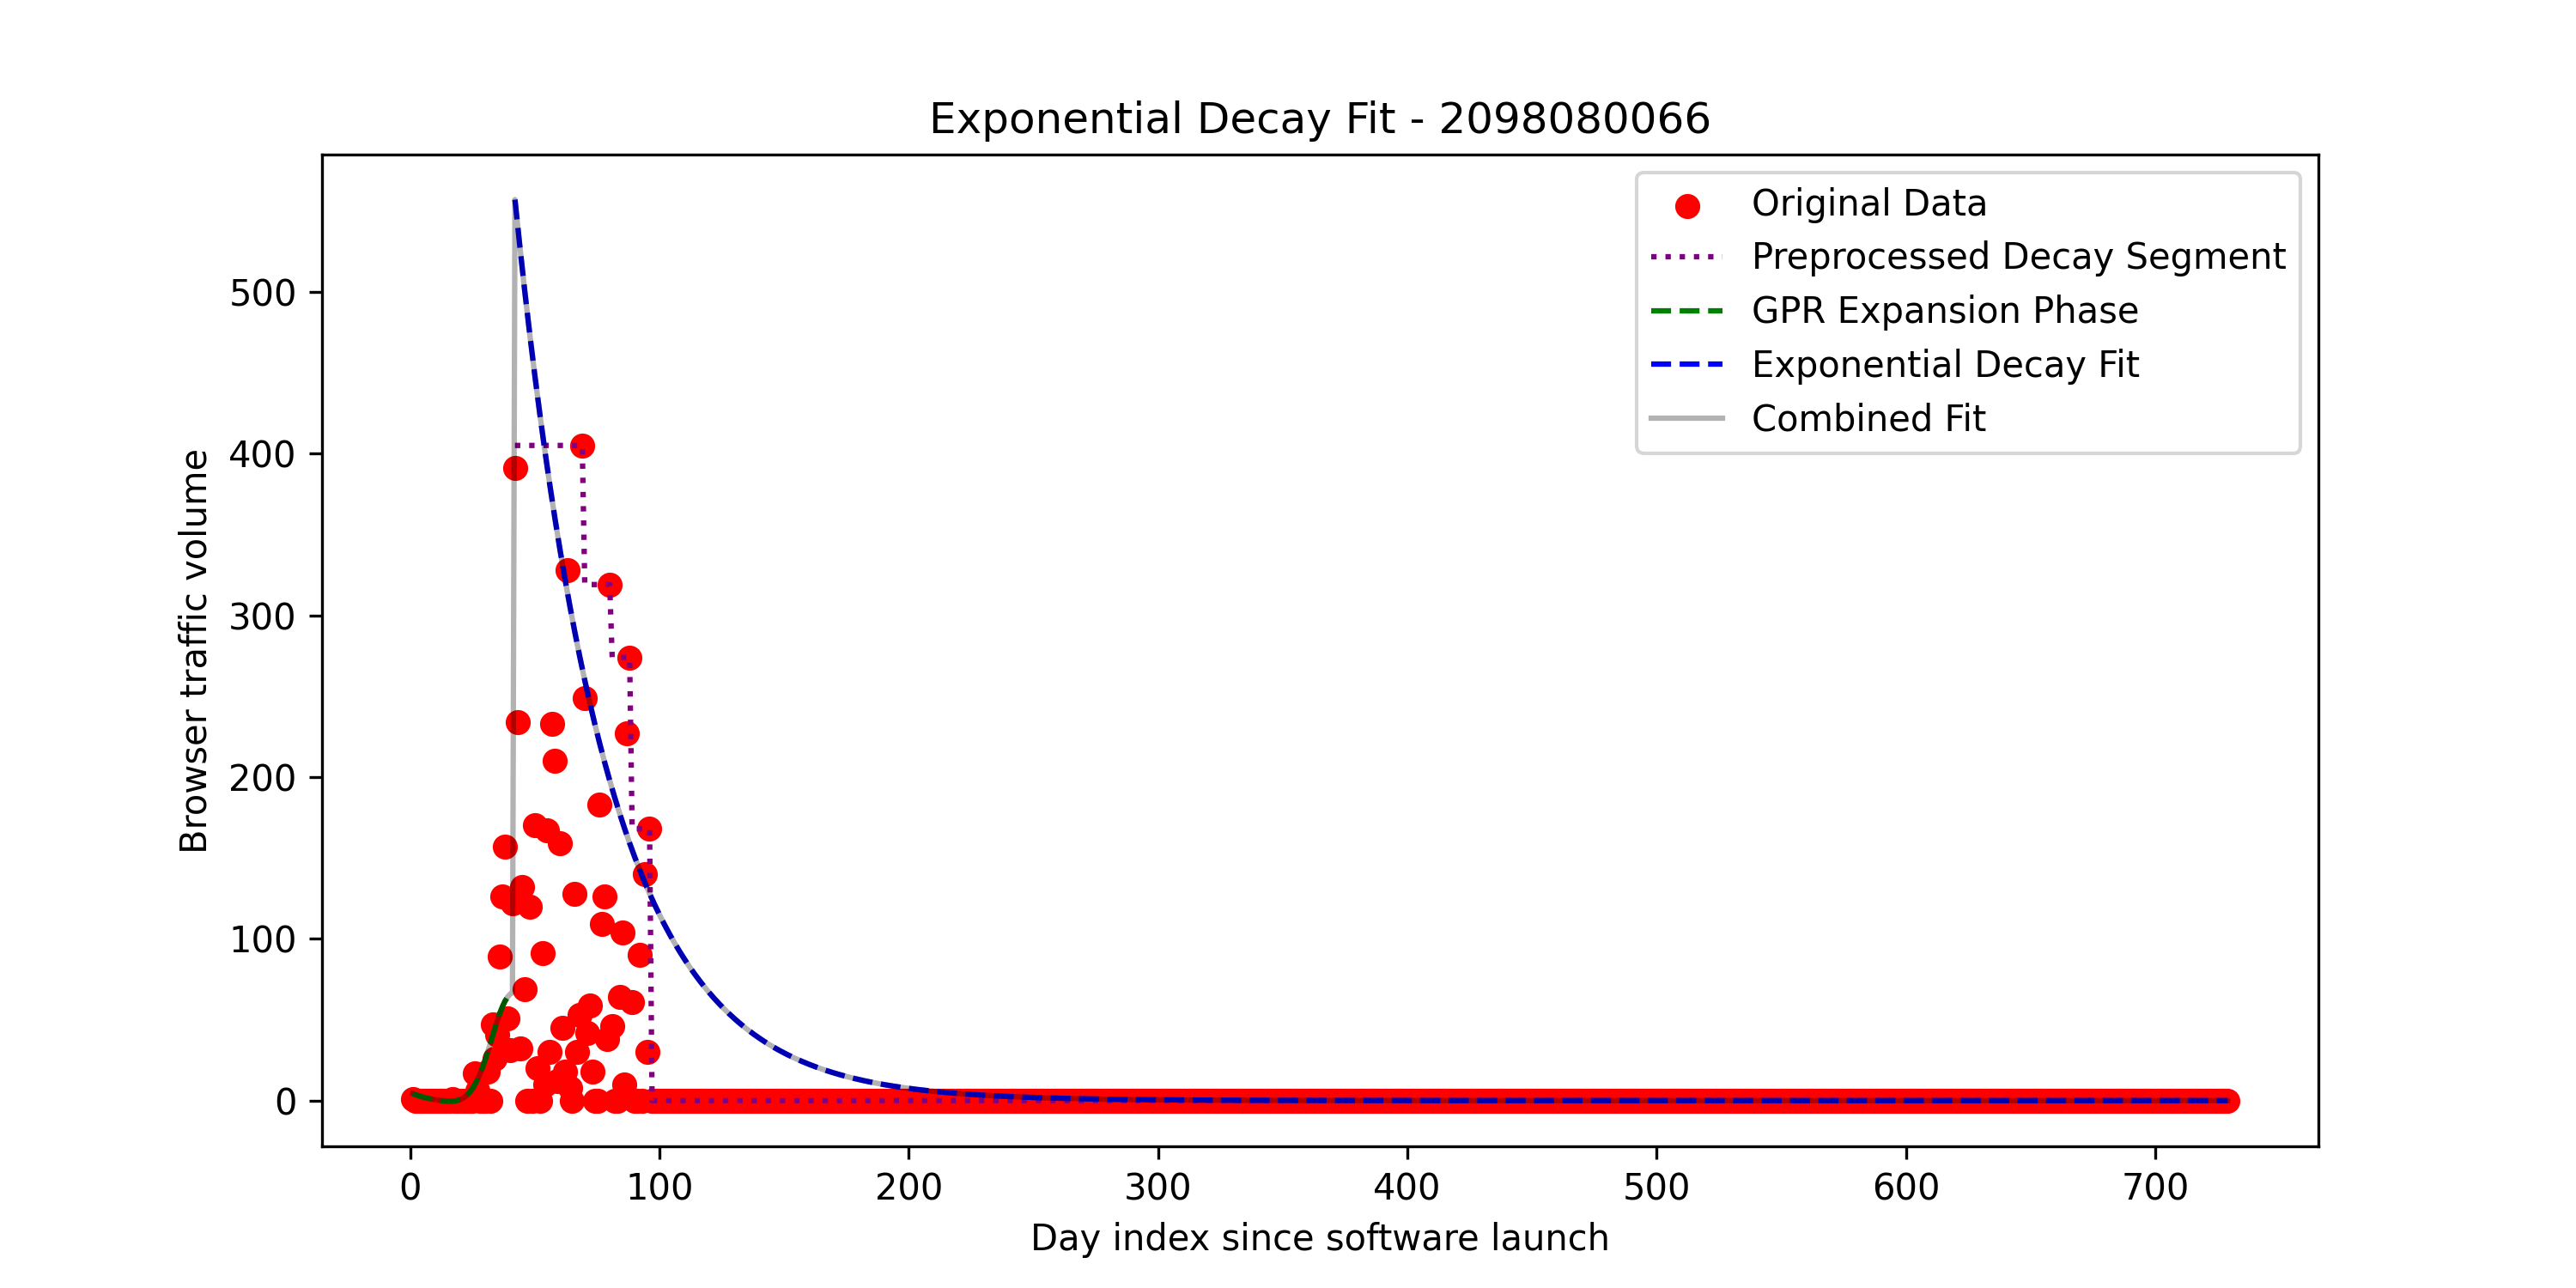 Exponential Decay Fit - 2098080066
Original Data
Preprocessed Decay Segment
GPR Expansion Phase
Exponential Decay Fit
Combined Fit
Browser traffic volume
500
400
300
200
100
0
0 100 200 300 400 500 600 700
Day index since software launch